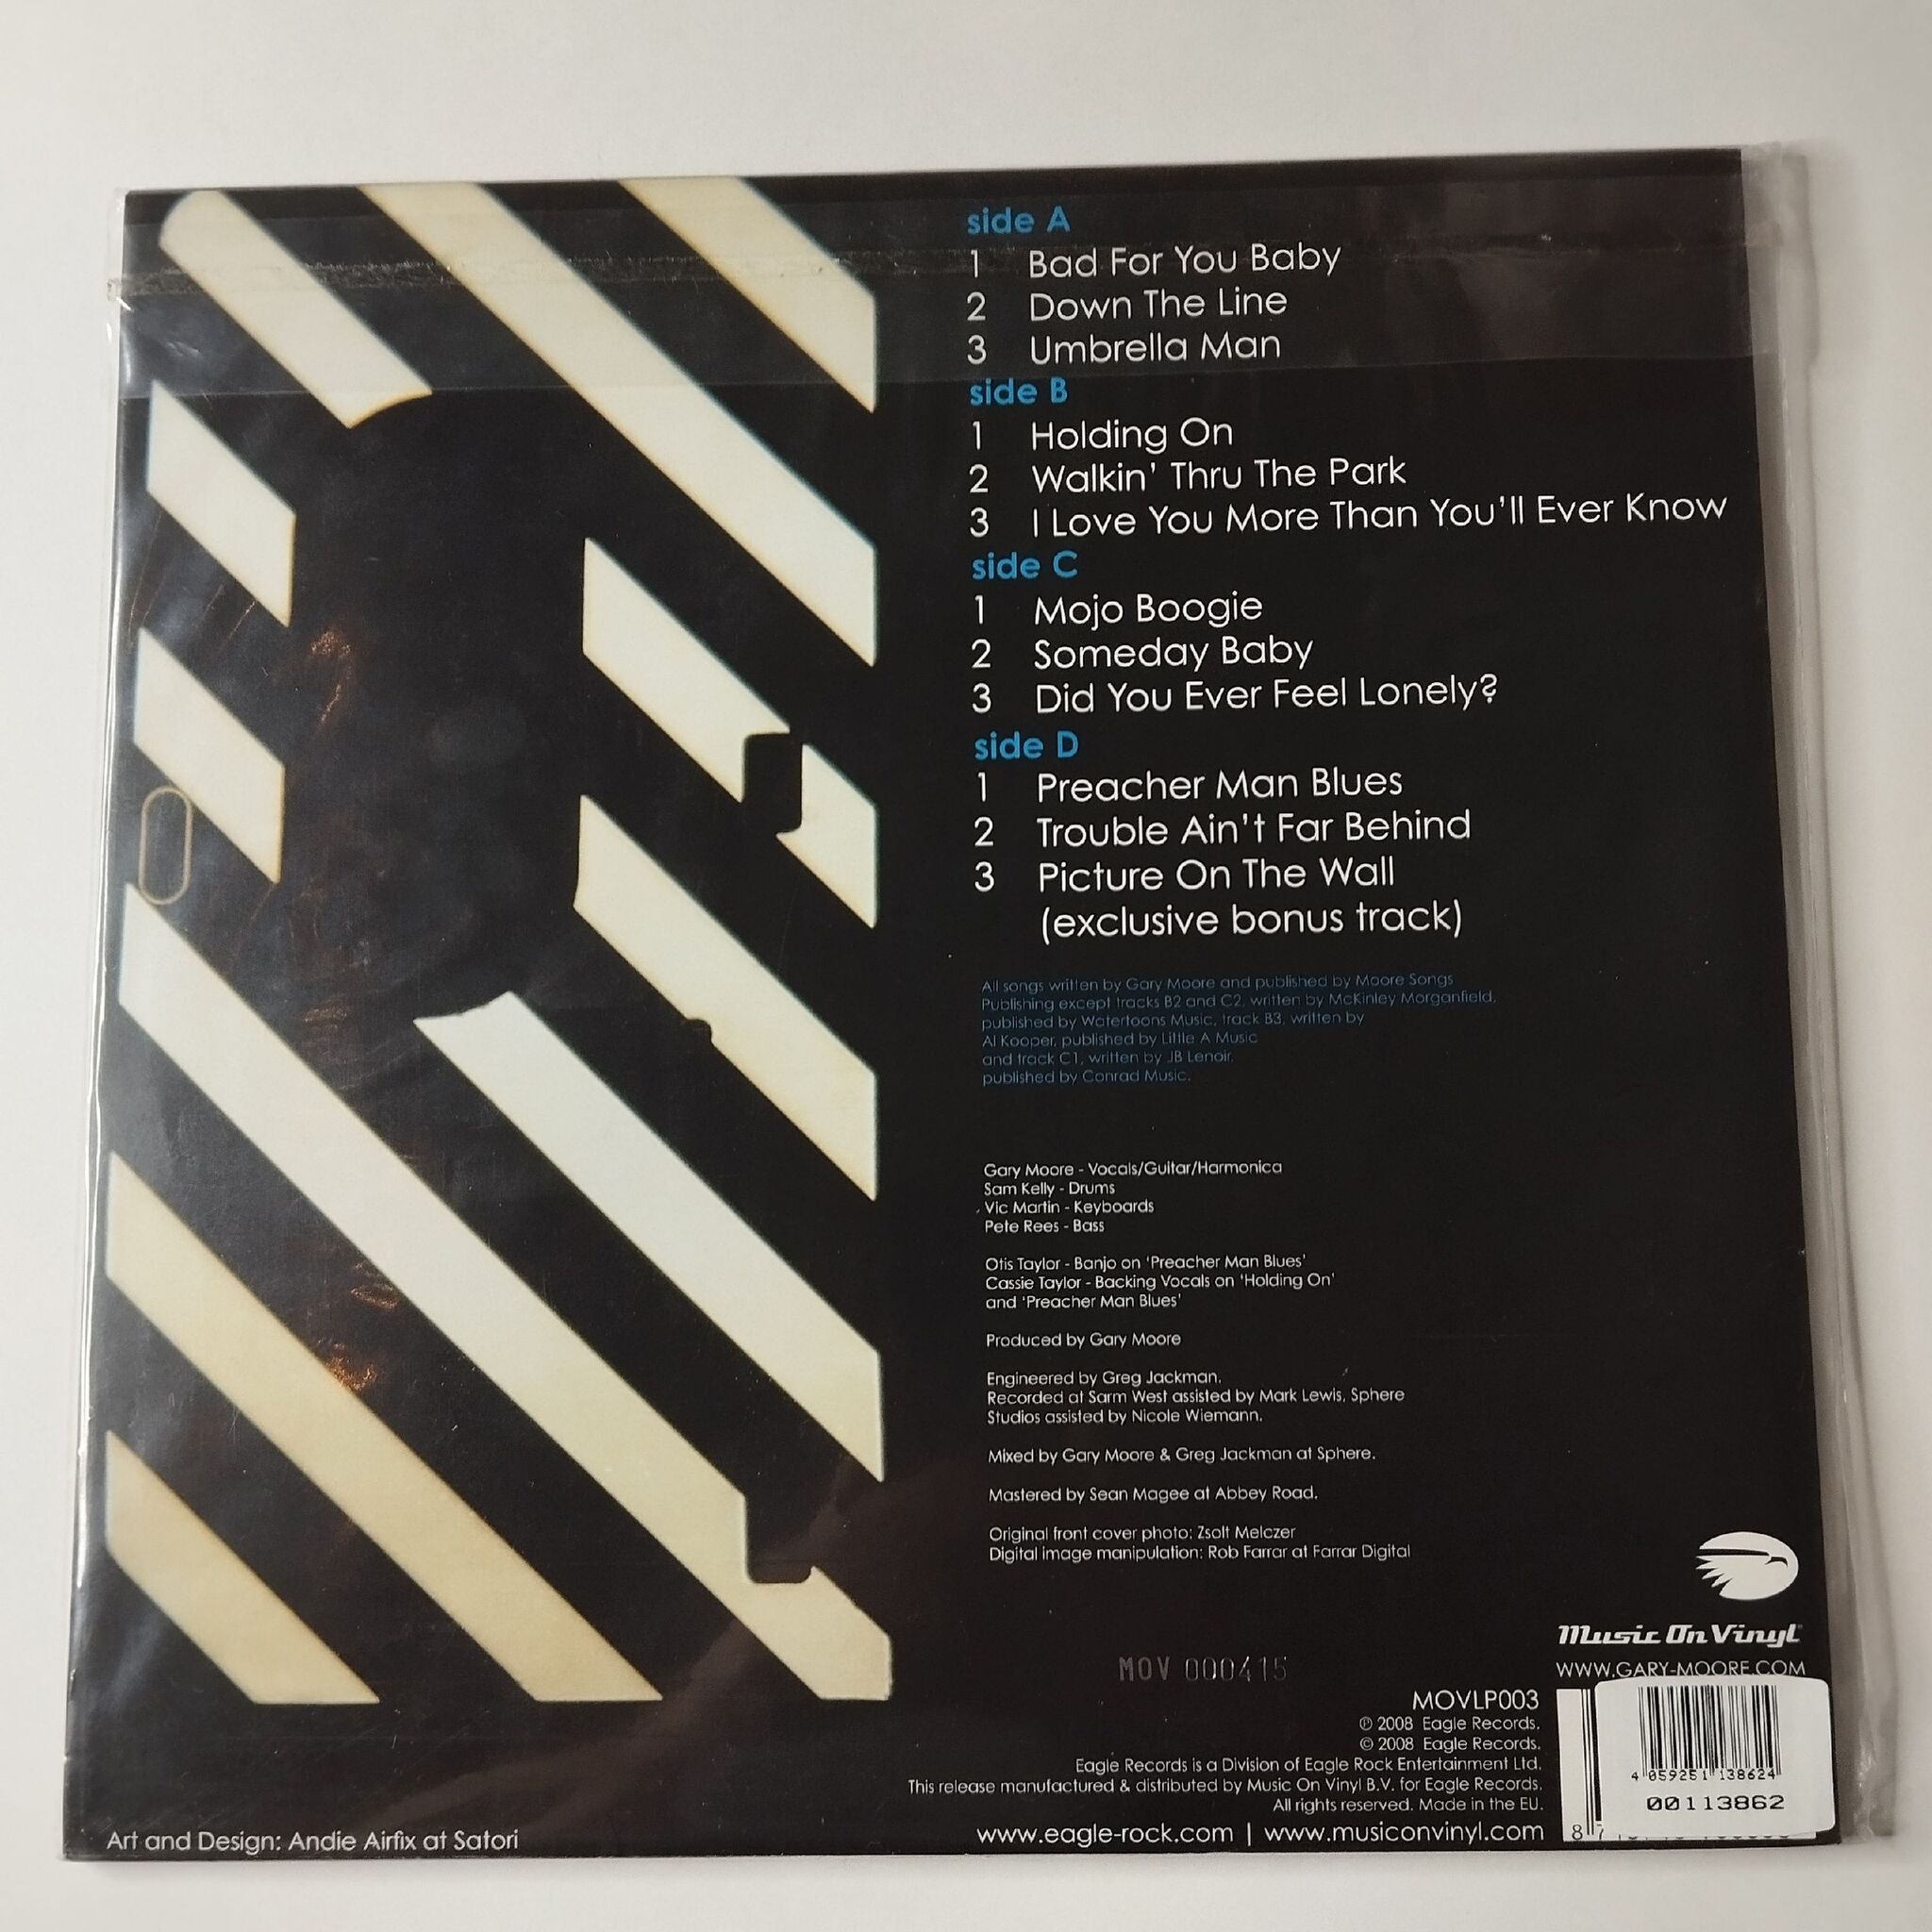 side A
1 Bad For You Baby
2 Down The Line
3 Umbrella Man
side B
1 Holding On
2 Walkin' Thru The Park
3 I Love You More Than You'll Ever Know
side C
1 Mojo Boogie
2 Someday Baby
3 Did You Ever Feel Lonely?
side D
1 Preacher Man Blues
2 Trouble Ain't Far Behind
3 Picture On The Wall
(exclusive bonus track)
All songs written by Gary Moore and published by Moore Songs
Publishing except tracks B2 and C2, written by McKinley Morganfield,
published by Watertoons Music, track B3, written by
Al Kooper, published by Little A Music
and track C1, written by JB Lenoir,
published by Conrad Music.
Gary Moore - Vocals/Guitar/Harmonica
Sam Kelly - Drums
Vic Martin - Keyboards
Pete Rees - Bass
Otis Taylor - Banjo on 'Preacher Man Blues'
Cassie Taylor - Backing Vocals on 'Holding On'
and 'Preacher Man Blues'
Produced by Gary Moore
Engineered by Greg Jackman.
Recorded at Sarm West assisted by Mark Lewis, Sphere
Studios assisted by Nicole Wiemann.
Mixed by Gary Moore & Greg Jackman at Sphere.
Mastered by Sean Magee at Abbey Road.
Original front cover photo: Zsolt Melczer
Digital image manipulation: Rob Farrar at Farrar Digital
Music On Vinyl
MOV 000415
WWW.GARY-MOORE.COM
MOVLP003
℗ 2008 Eagle Records.
© 2008 Eagle Records.
Eagle Records is a Division of Eagle Rock Entertainment Ltd.
This release manufactured & distributed by Music On Vinyl B.V. for Eagle Records.
All rights reserved. Made in the EU.
www.eagle-rock.com | www.musiconvinyl.com
4 059251 138624
00113862
Art and Design: Andie Airfix at Satori